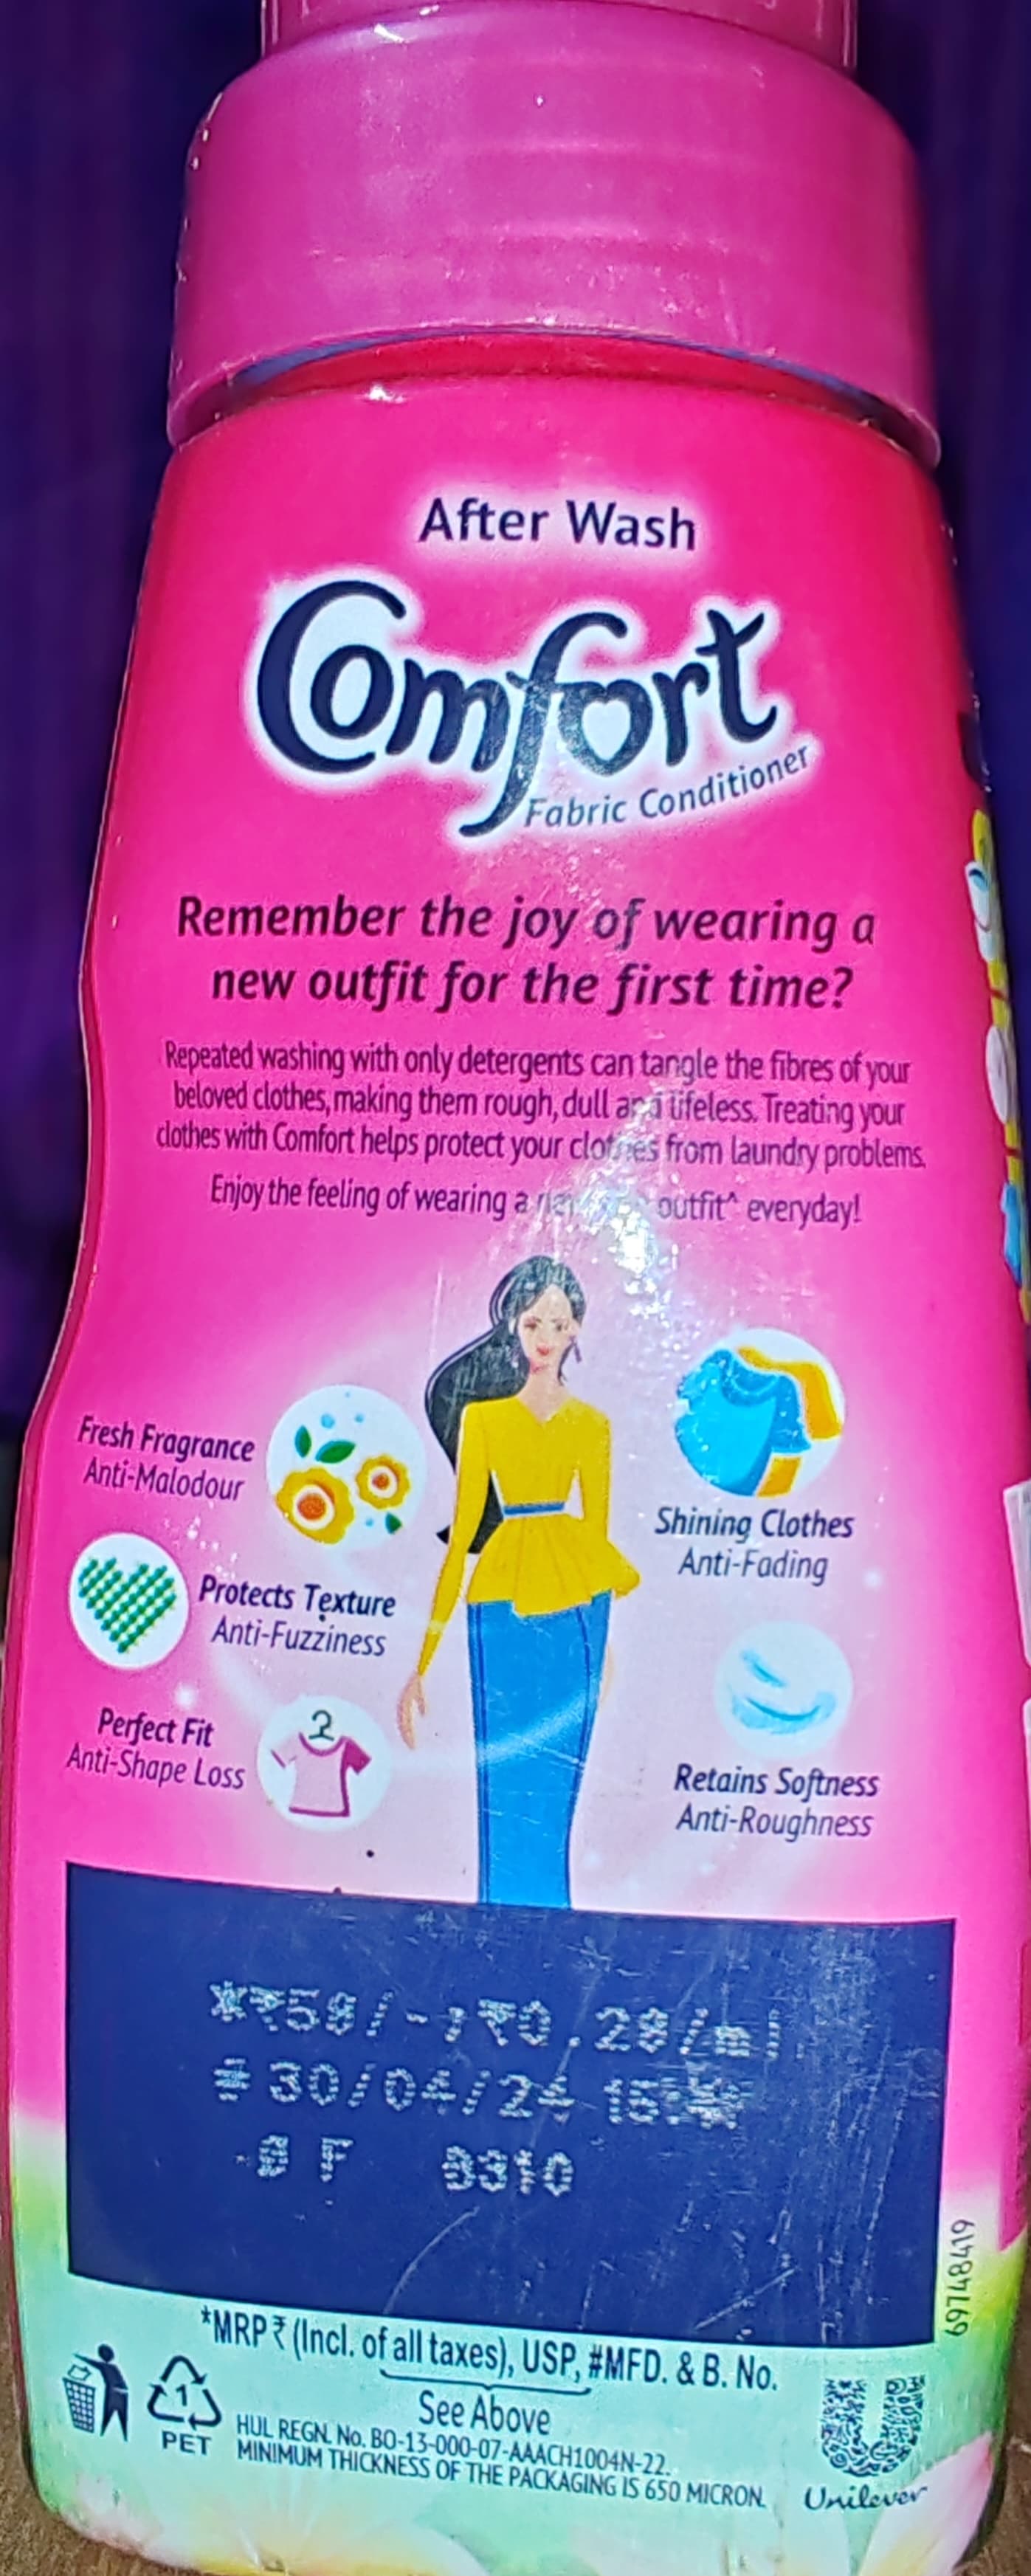 After Wash
Comfort
Fabric Conditioner
Remember the joy of wearing a
new outfit for the first time?
Repeated washing with only detergents can tangle the fibres of your
beloved clothes, making them rough, dull and lifeless. Treating your
clothes with Comfort helps protect your clothes from laundry problems.
Enjoy the feeling of wearing a outfit^ everyday!
Fresh Fragrance
Anti-Malodour
Shining Clothes
Anti-Fading
Protects Texture
Anti-Fuzziness
Perfect Fit
Anti-Shape Loss
Retains Softness
Anti-Roughness
*₹58/-;₹0.28/ml
#30/04/24
F
69748419
*MRP ₹ (Incl. of all taxes), USP, #MFD. & B. No.
See Above
1
PET
HUL REGN. No. BO-13-000-07-AAACH1004N-22.
MINIMUM THICKNESS OF THE PACKAGING IS 650 MICRON.
Unilever